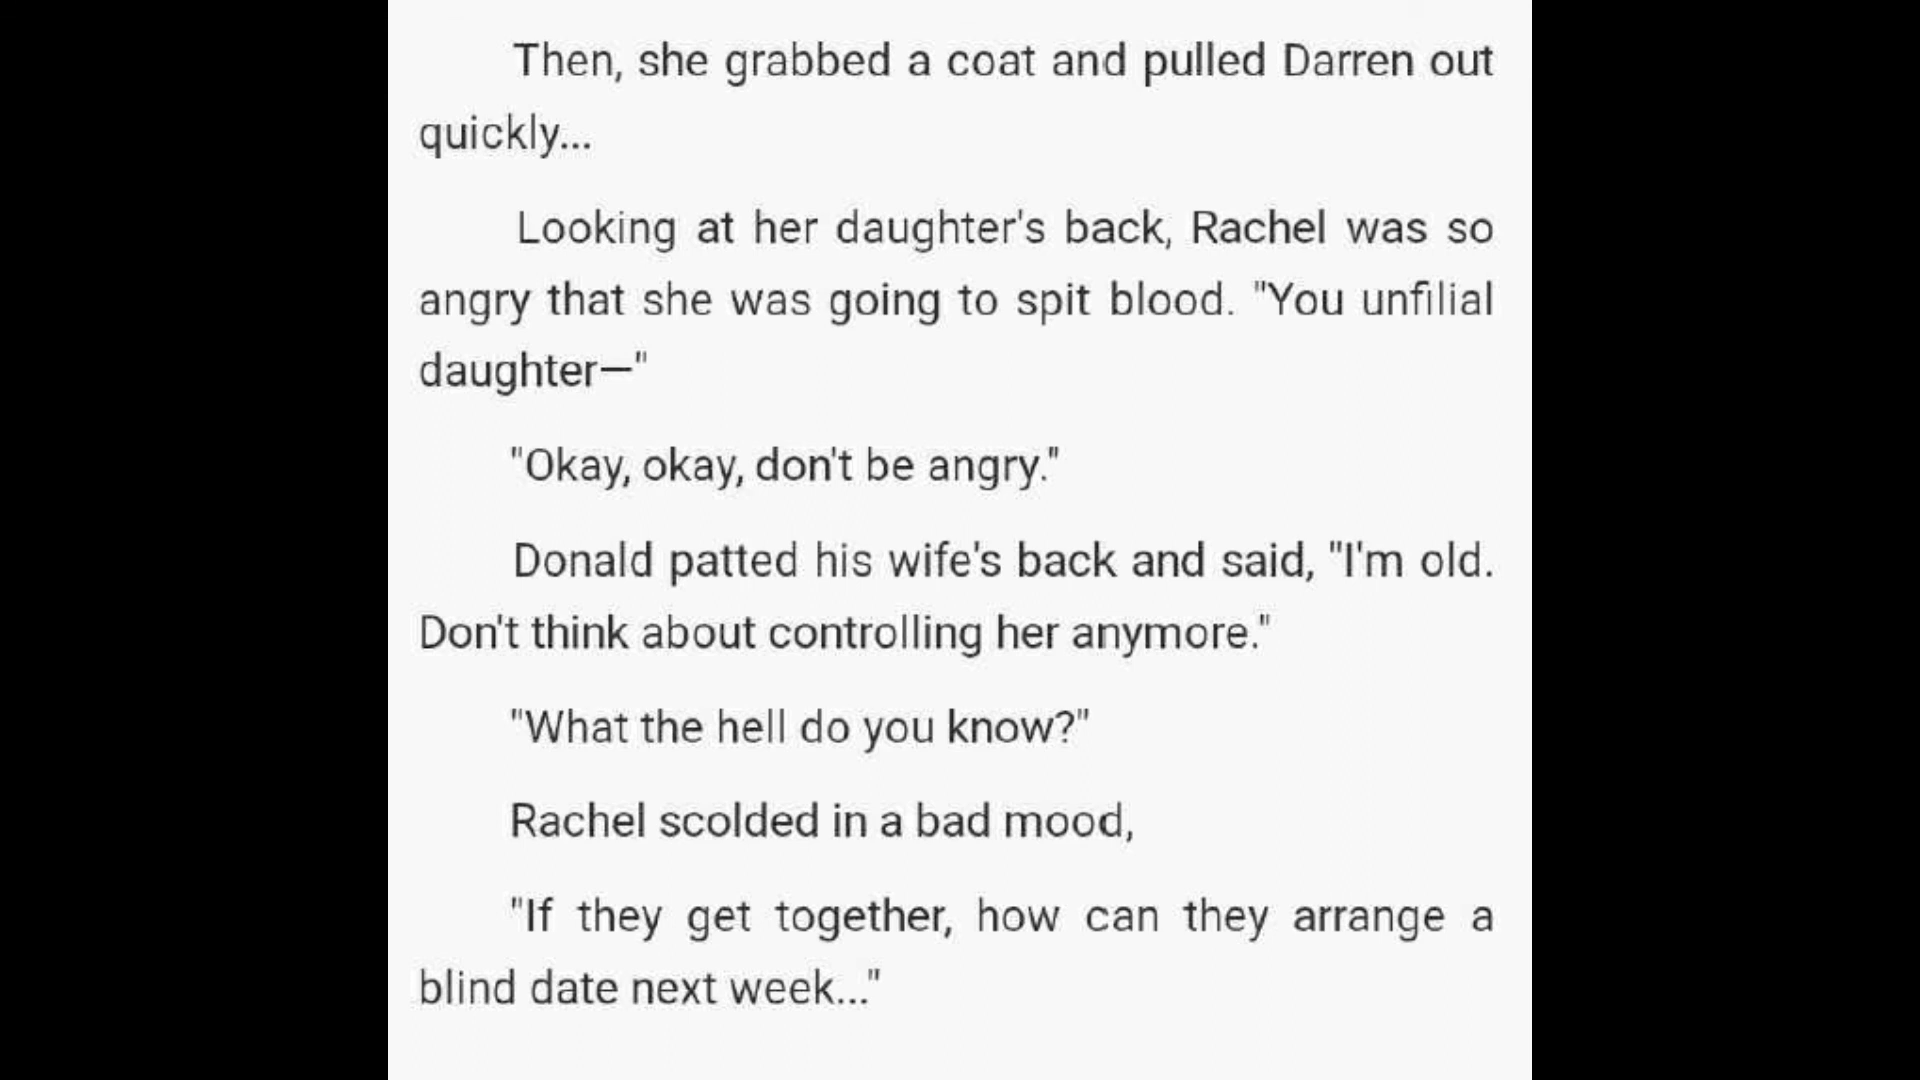 Then, she grabbed a coat and pulled Darren out
quickly...
Looking at her daughter's back, Rachel was so
angry that she was going to spit blood. "You unfilial
daughter—"
"Okay, okay, don't be angry."
Donald patted his wife's back and said, "I'm old.
Don't think about controlling her anymore."
"What the hell do you know?"
Rachel scolded in a bad mood,
"If they get together, how can they arrange a
blind date next week..."